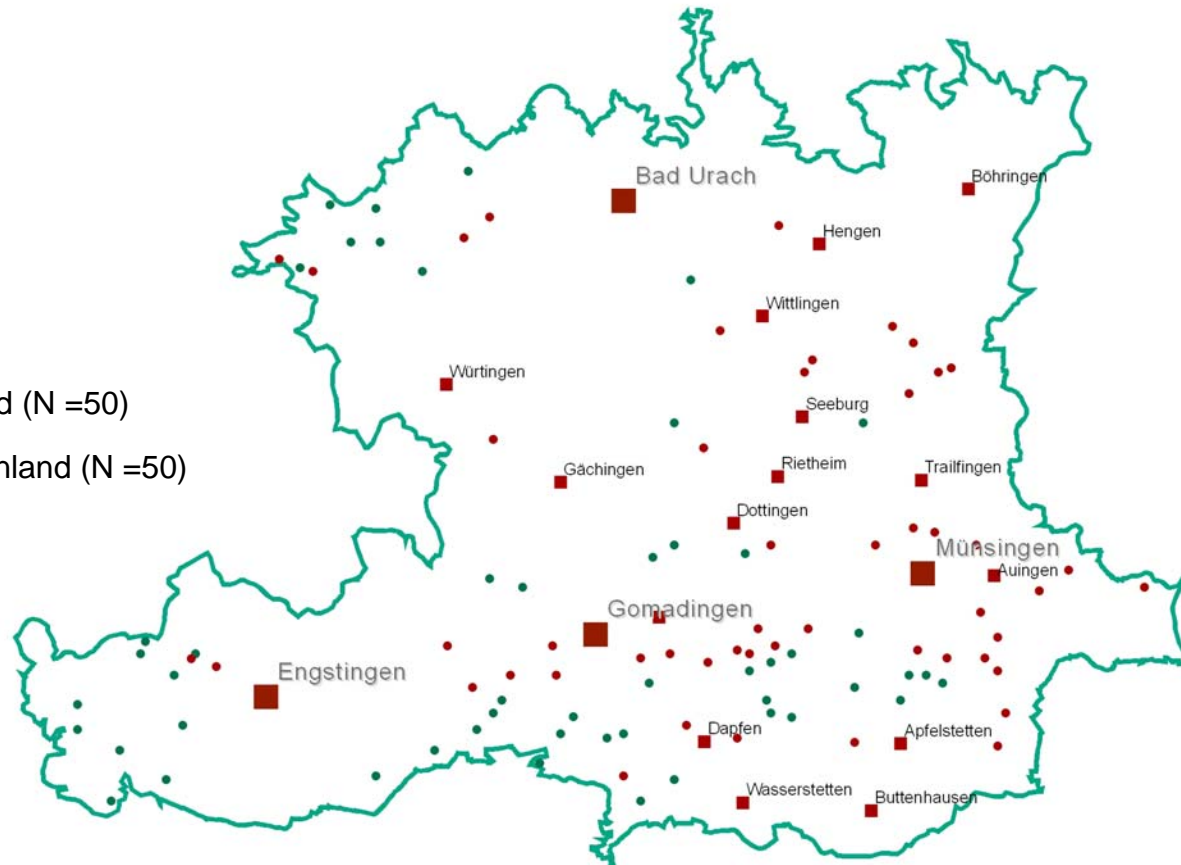 Bad Urach
Böhringen
Hengen
Wittlingen
Würtingen
(N =50)
Seeburg
(N =50)
Gächingen
Rietheim
Trailfingen
Dottingen
Münsingen
Auingen
Gomadingen
Engstingen
Dapfen
Apfelstetten
Wasserstetten
Buttenhausen